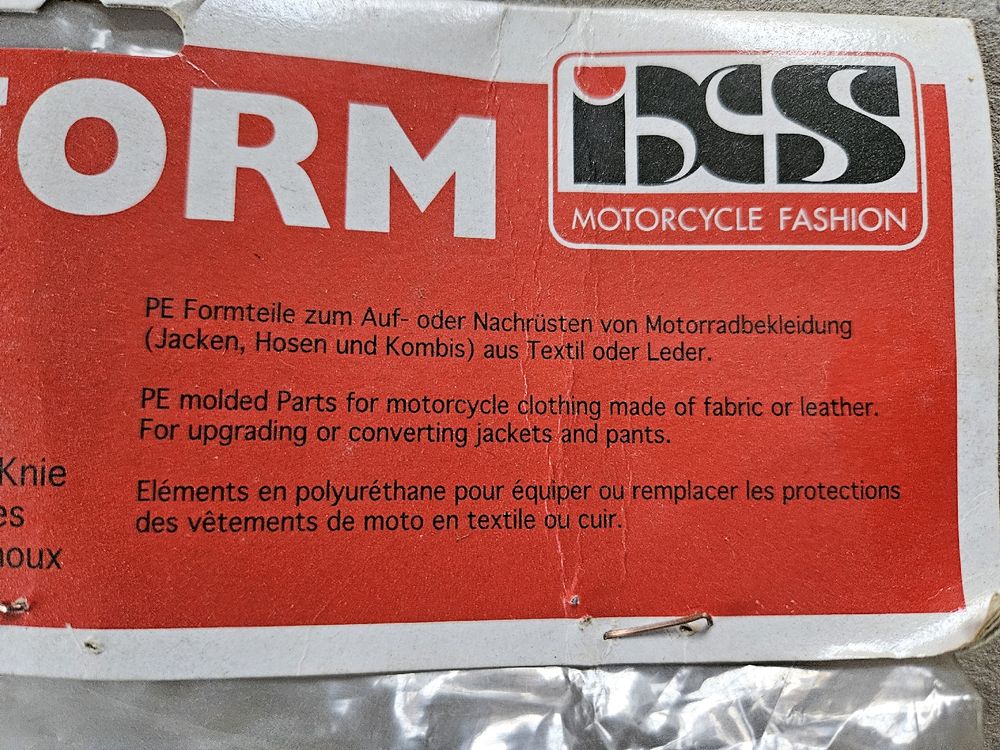 FORM
iXS
MOTORCYCLE FASHION
PE Formteile zum Auf- oder Nachrüsten von Motorradbekleidung
(Jacken, Hosen und Kombis) aus Textil oder Leder.
PE molded Parts for motorcycle clothing made of fabric or leather.
For upgrading or converting jackets and pants.
Knie
es
noux
Eléments en polyuréthane pour équiper ou remplacer les protections
des vêtements de moto en textile ou cuir.